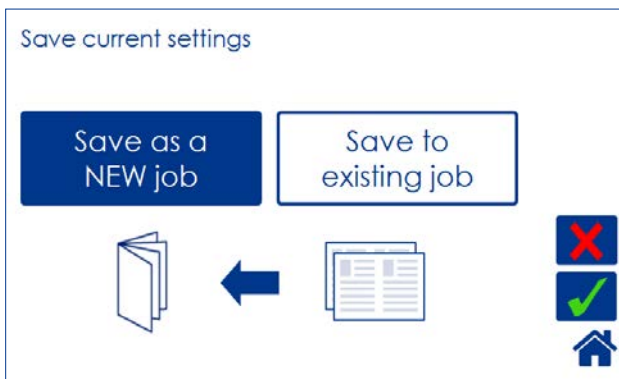 Save current settings
Save as a
NEW job
Save to
existing job